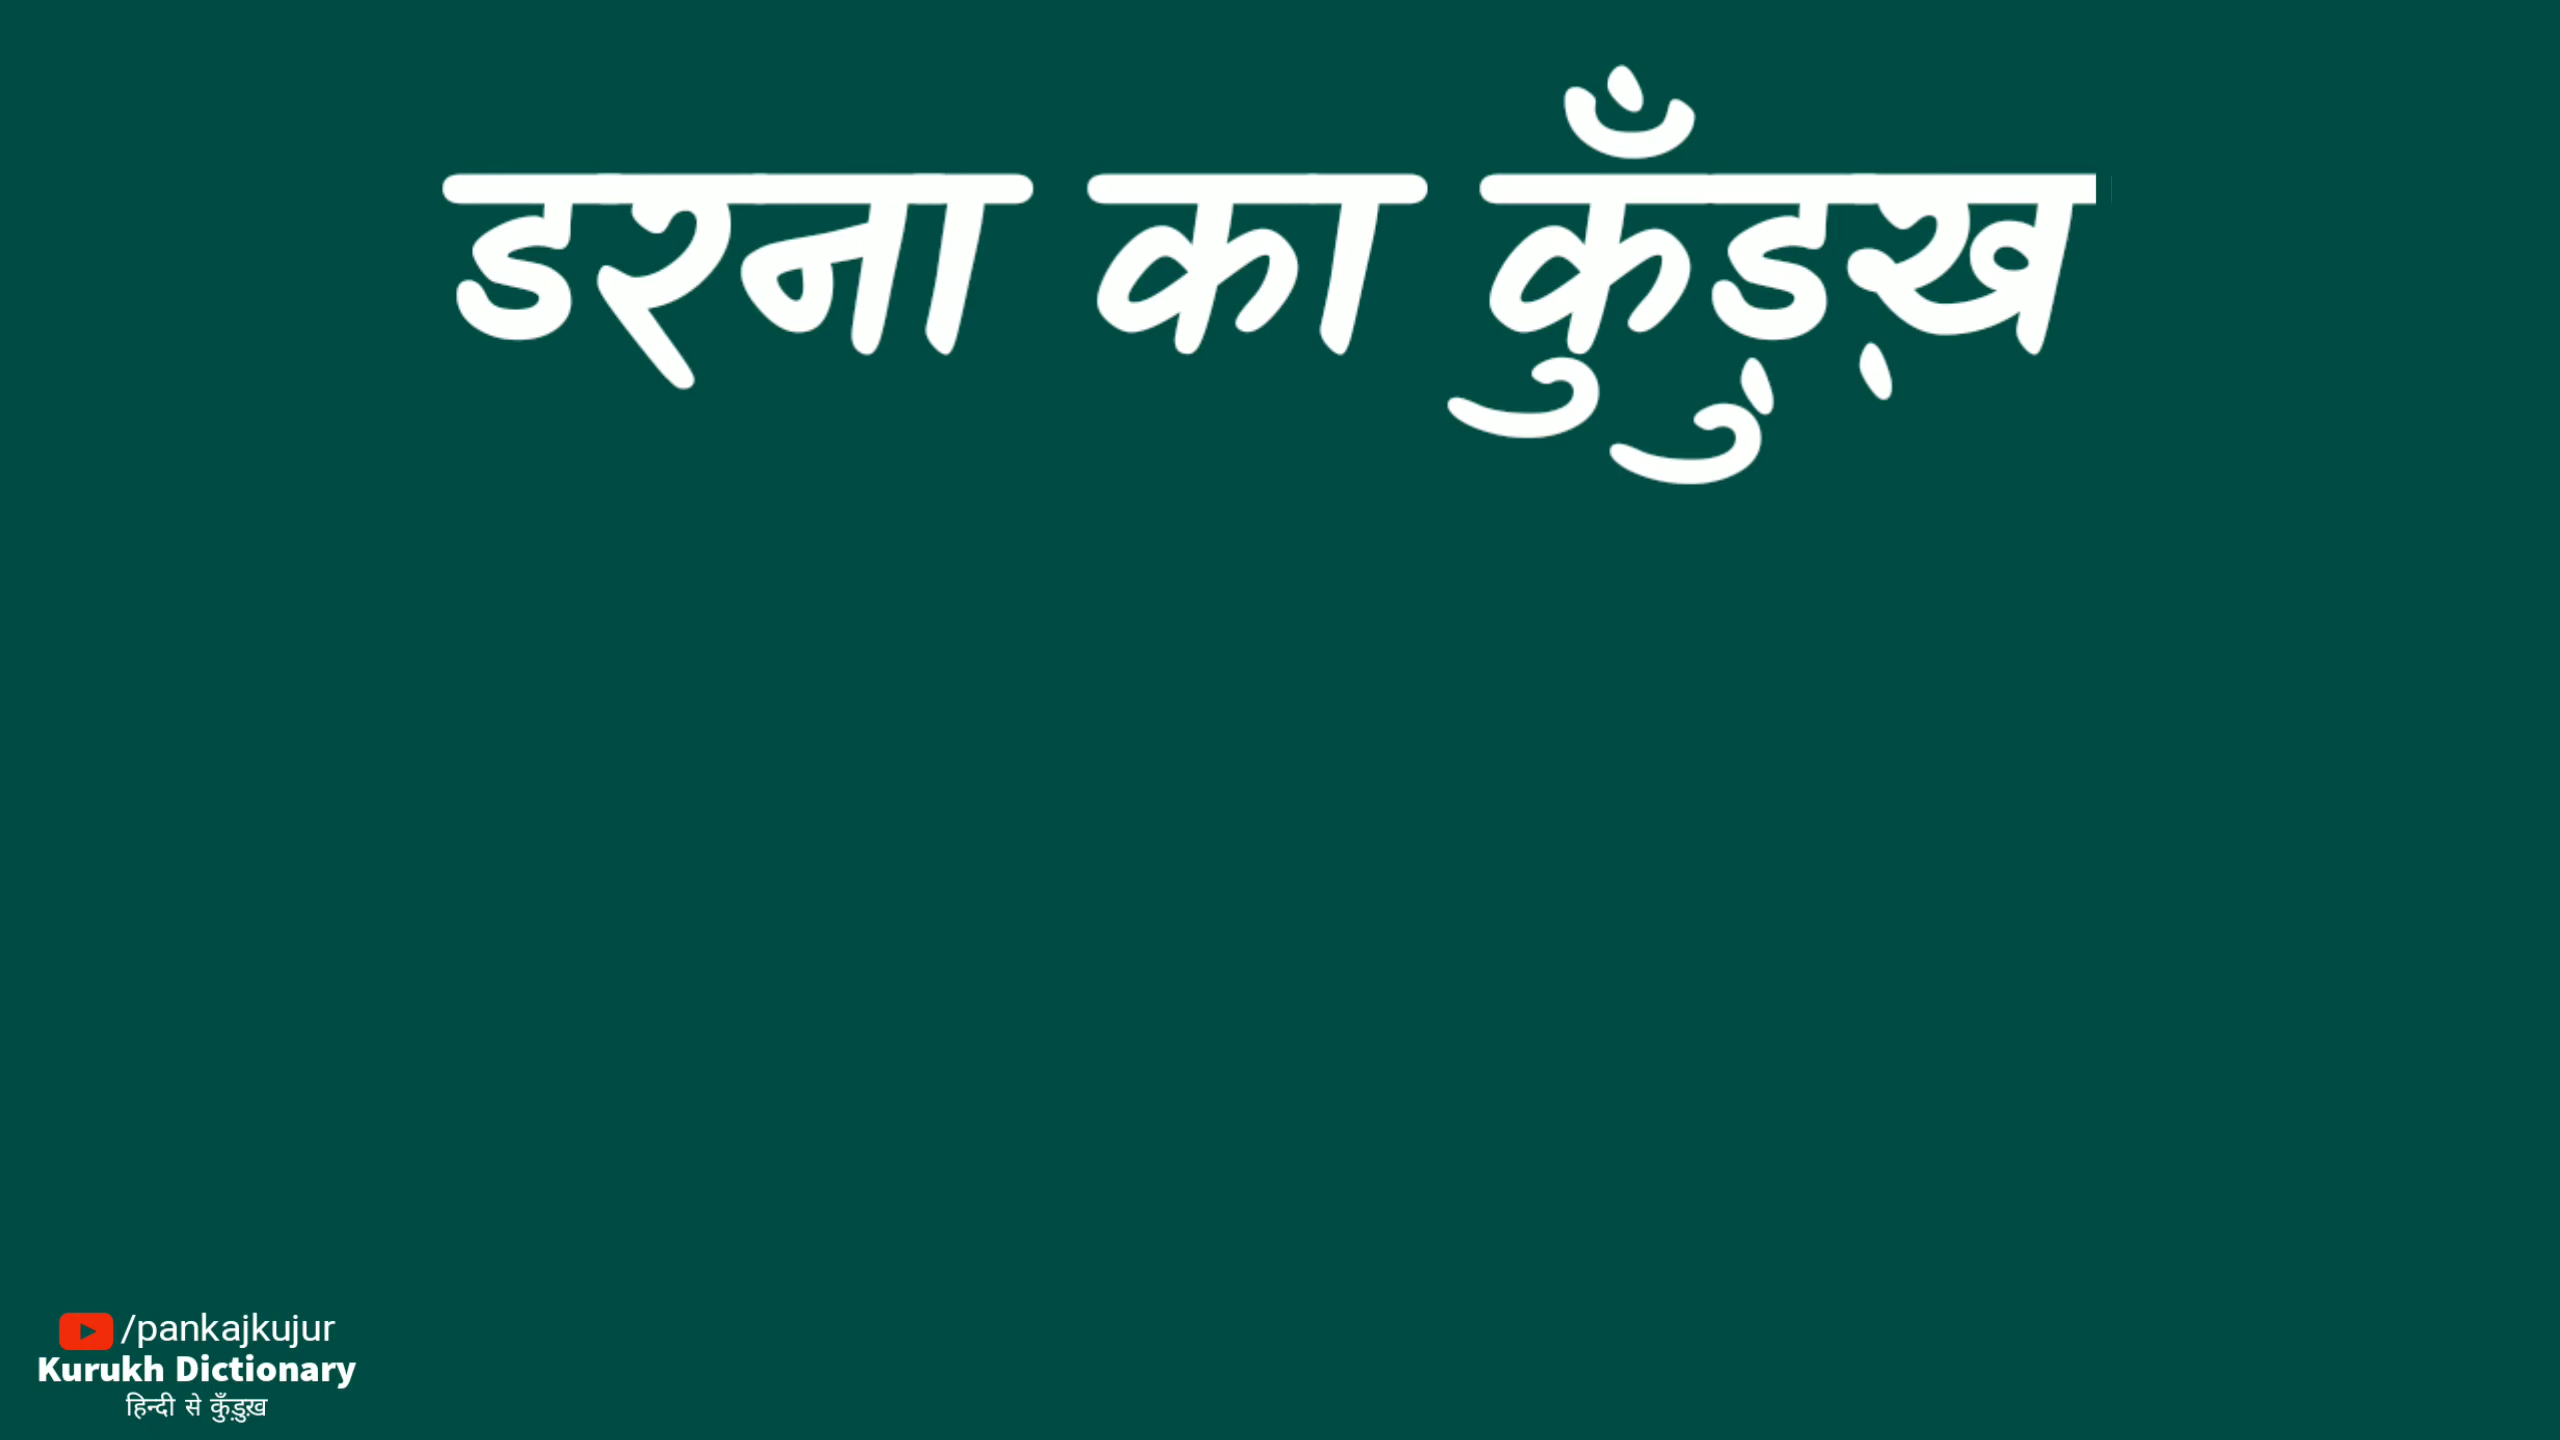 डरना का कुँड़ुख़
/pankajkujur
Kurukh Dictionary
हिन्दी से कुँड़ुख़